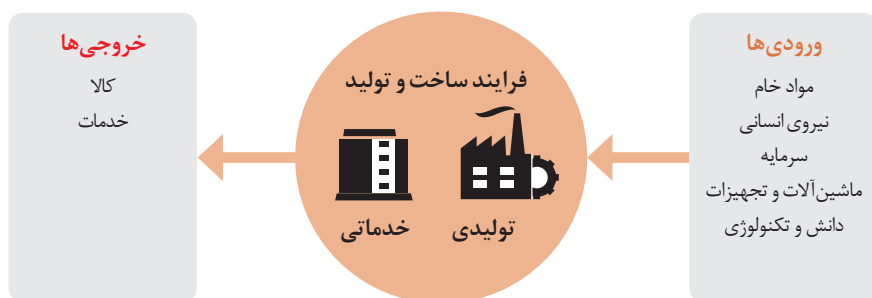 ورودی‌ها
مواد خام
نیروی انسانی
سرمایه
ماشین‌آلات و تجهیزات
دانش و تکنولوژی
فرایند ساخت و تولید
تولیدی
خدماتی
خروجی‌ها
کالا
خدمات